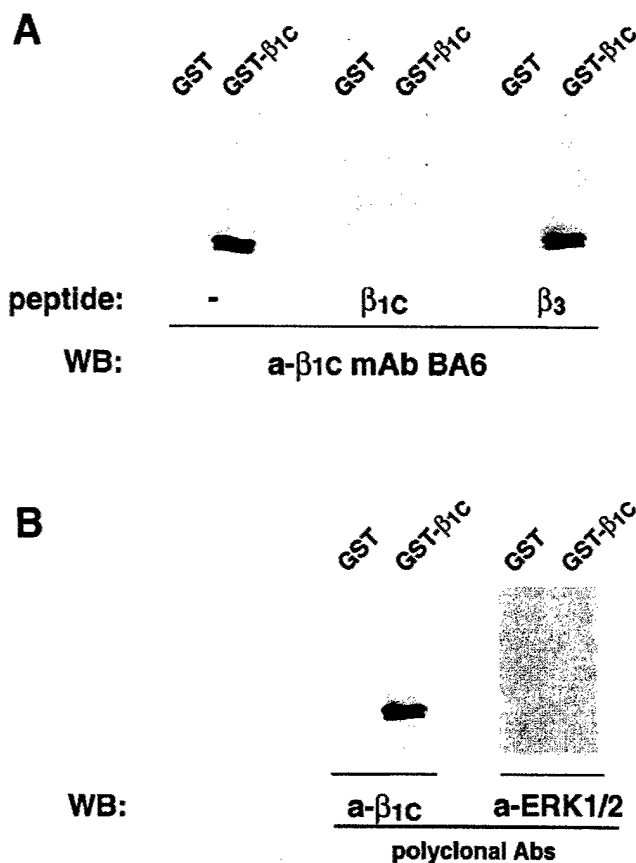 A
GST GST-β1C GST GST-β1C GST GST-β1C
peptide: - β1C β3
WB: a-β1C mAb BA6
B
GST GST-β1C GST GST-β1C
WB: a-β1C a-ERK1/2
polyclonal Abs